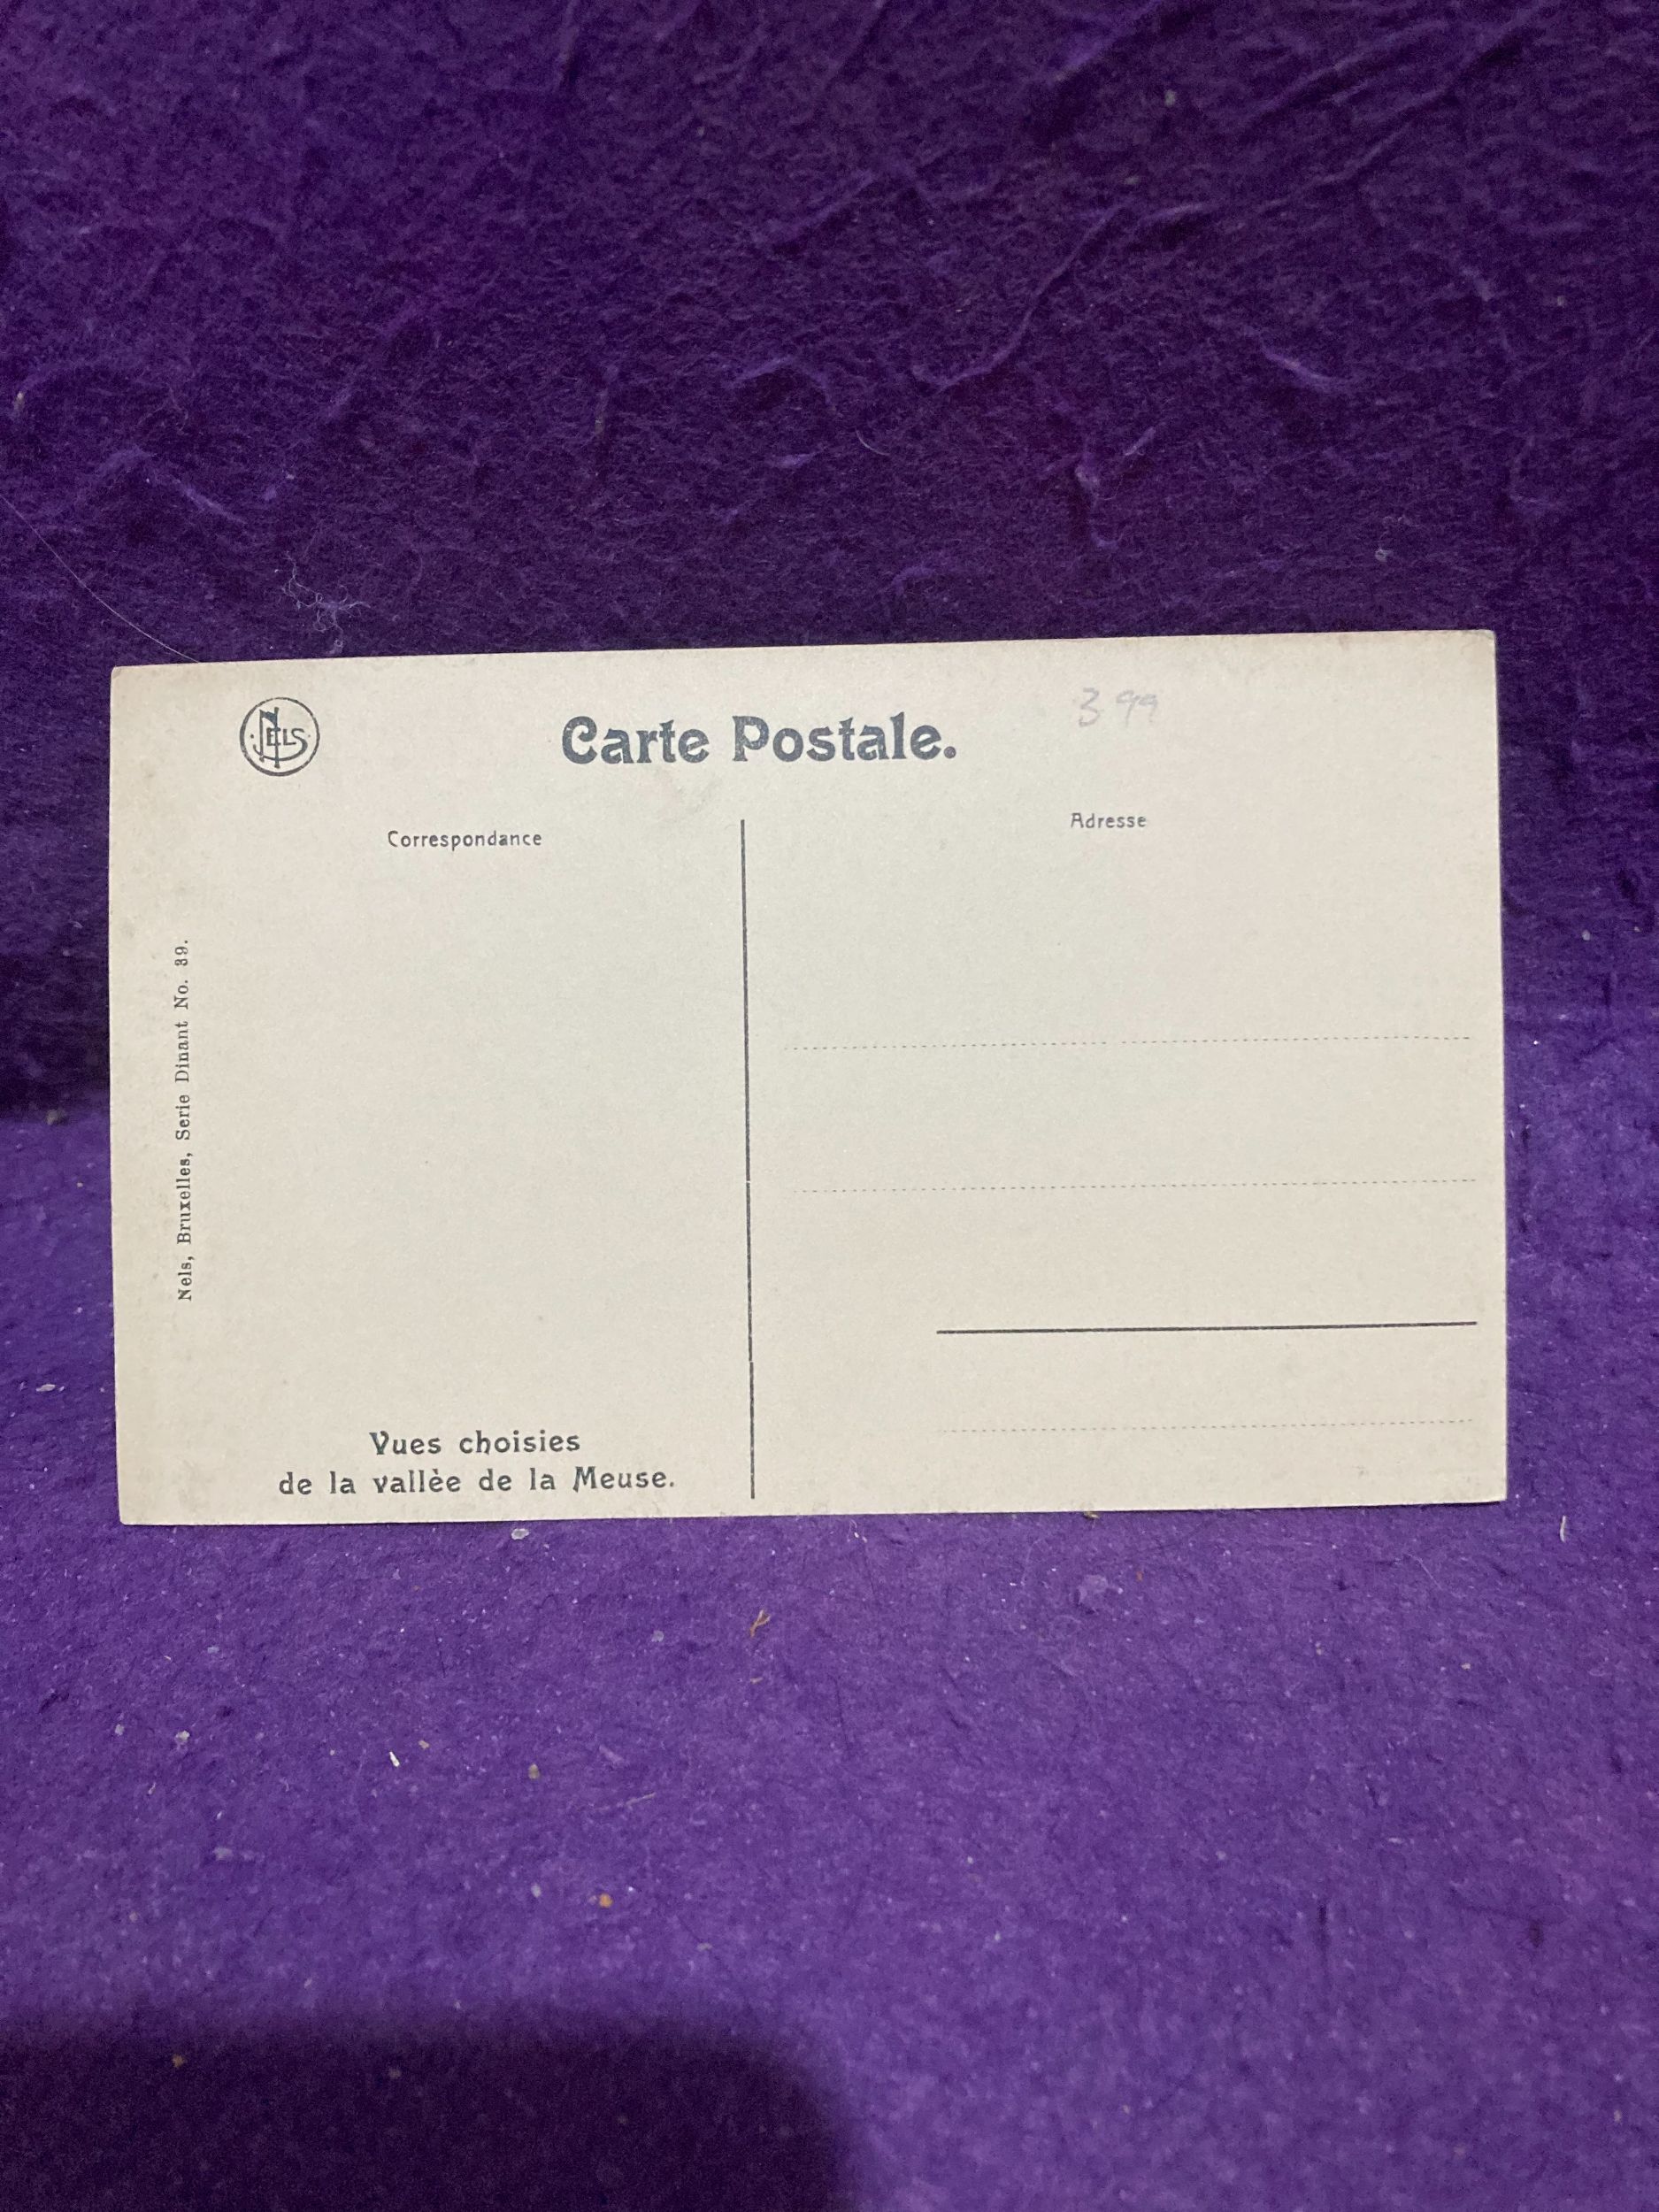 NELS
Carte Postale.
3.99
Correspondance
Adresse
Nels, Bruxelles, Serie Dinant No. 39.
Vues choisies
de la vallèe de la Meuse.